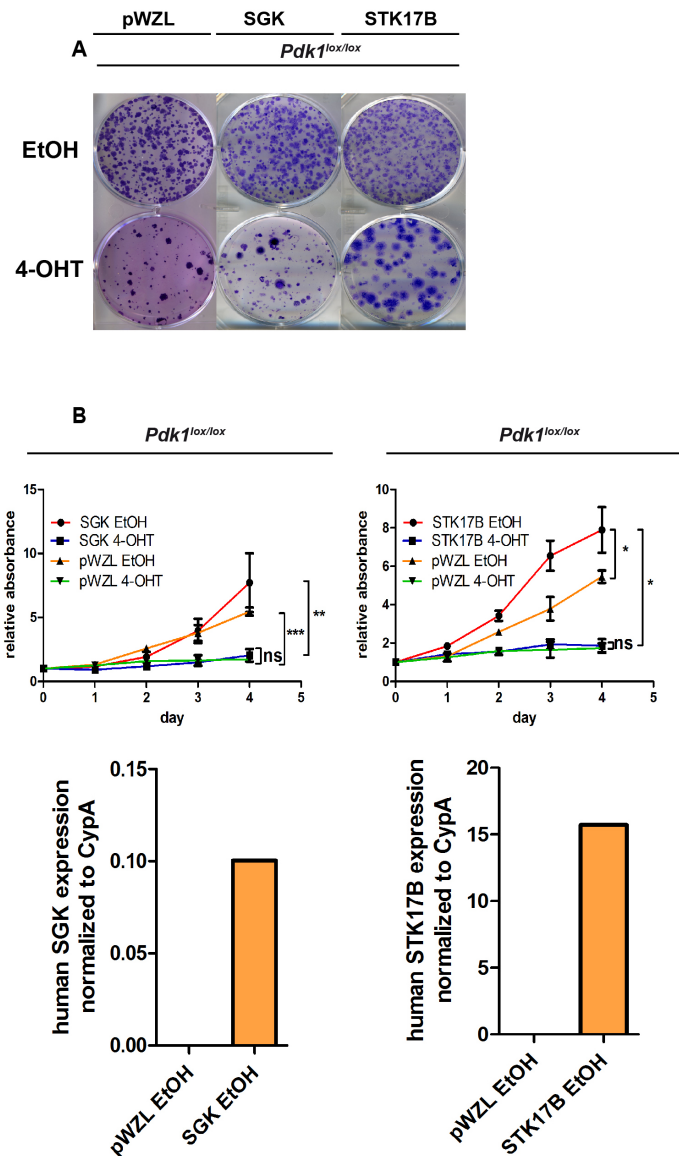 pWZL SGK STK17B
A
Pdk1lox/lox
EtOH
4-OHT
B
Pdk1lox/lox
15
10
5
0
relative absorbance
SGK EtOH
SGK 4-OHT
pWZL EtOH
pWZL 4-OHT
**
***
ns
0 1 2 3 4 5
day
Pdk1lox/lox
10
8
6
4
2
0
relative absorbance
STK17B EtOH
STK17B 4-OHT
pWZL EtOH
pWZL 4-OHT
*
*
ns
0 1 2 3 4 5
day
human SGK expression
normalized to CypA
0.15
0.10
0.05
0.00
pWZL EtOH
SGK EtOH
human STK17B expression
normalized to CypA
20
15
10
5
0
pWZL EtOH
STK17B EtOH